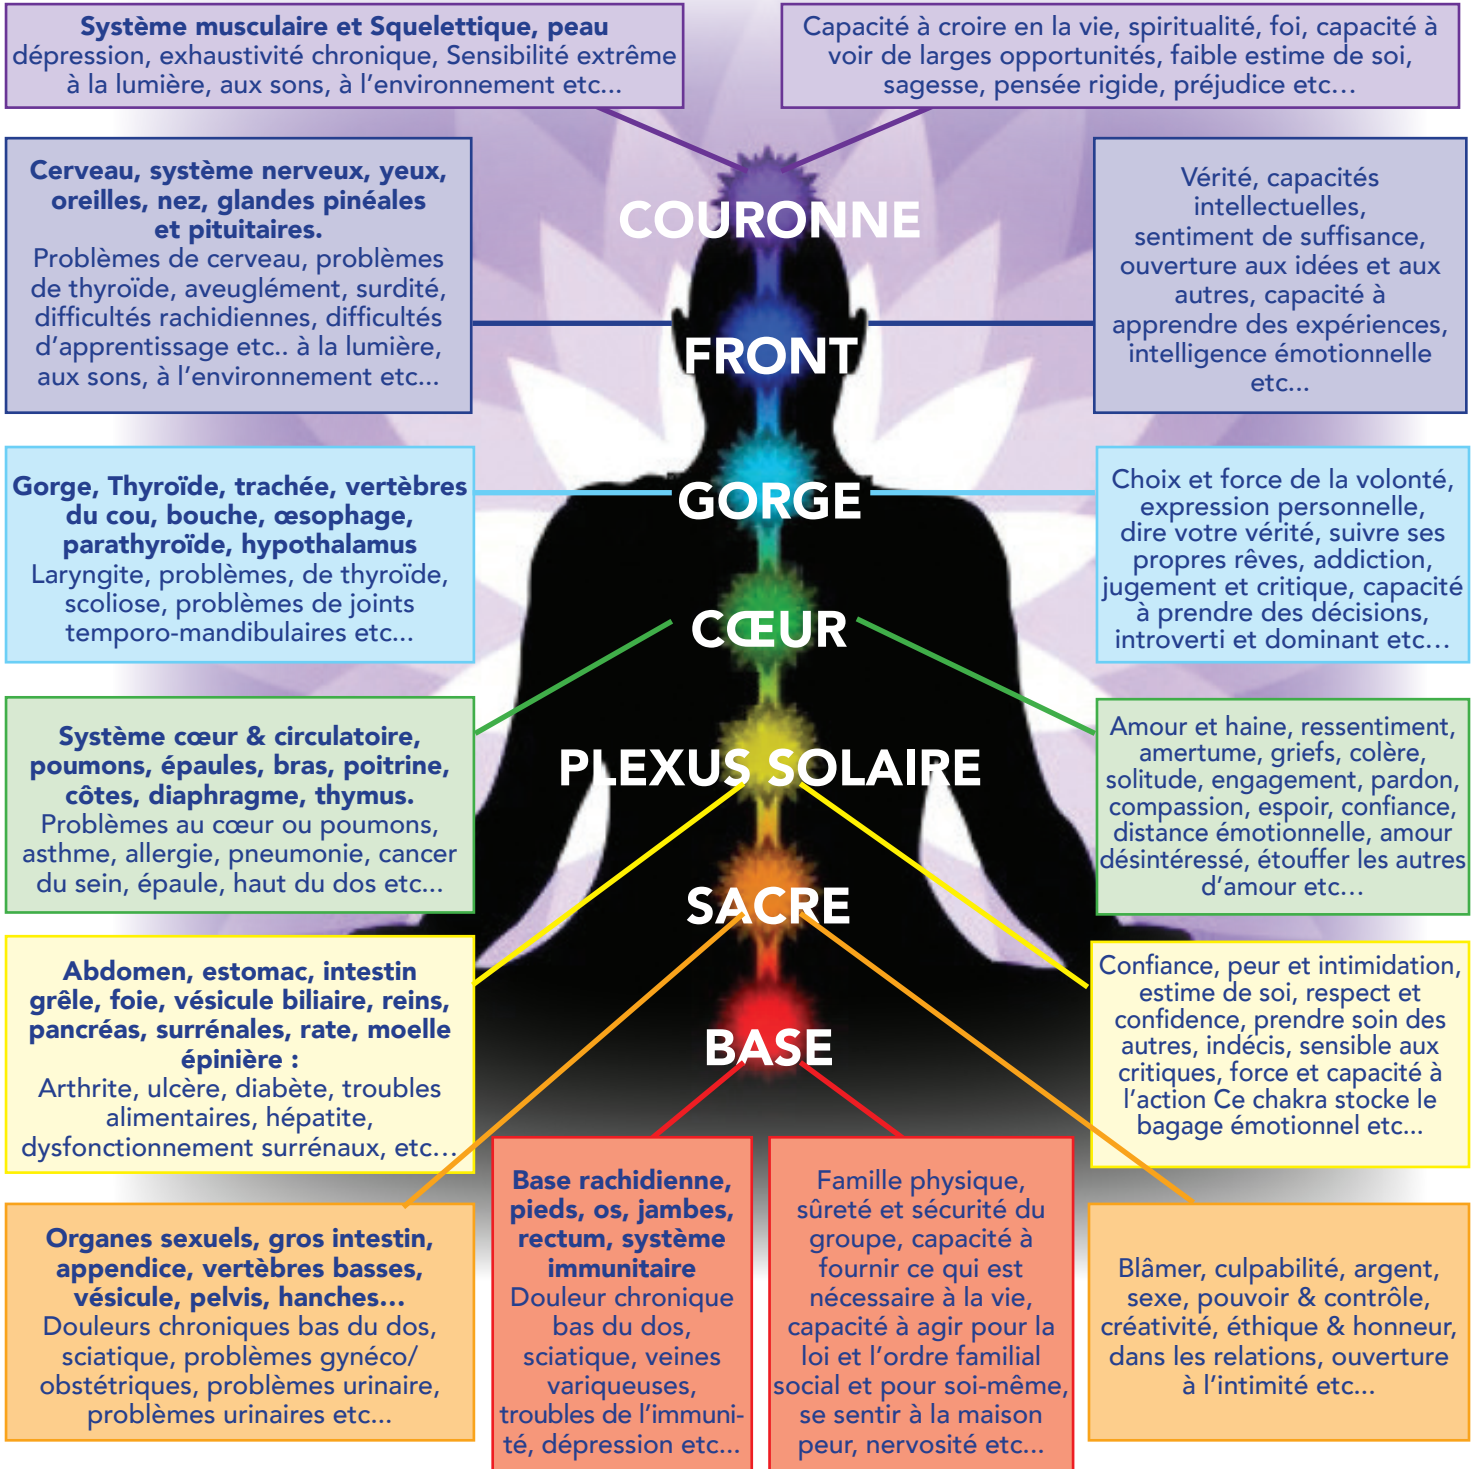 Système musculaire et Squelettique, peau
dépression, exhaustivité chronique, Sensibilité extrême
à la lumière, aux sons, à l’environnement etc...
Capacité à croire en la vie, spiritualité, foi, capacité à
voir de larges opportunités, faible estime de soi,
sagesse, pensée rigide, préjudice etc…
COURONNE
Cerveau, système nerveux, yeux,
oreilles, nez, glandes pinéales
et pituitaires.
Problèmes de cerveau, problèmes
de thyroïde, aveuglément, surdité,
difficultés rachidiennes, difficultés
d’apprentissage etc.. à la lumière,
aux sons, à l’environnement etc...
FRONT
Vérité, capacités
intellectuelles,
sentiment de suffisance,
ouverture aux idées et aux
autres, capacité à
apprendre des expériences,
intelligence émotionnelle
etc...
Gorge, Thyroïde, trachée, vertèbres
du cou, bouche, œsophage,
parathyroïde, hypothalamus
Laryngite, problèmes, de thyroïde,
scoliose, problèmes de joints
temporo-mandibulaires etc...
GORGE
Choix et force de la volonté,
expression personnelle,
dire votre vérité, suivre ses
propres rêves, addiction,
jugement et critique, capacité
à prendre des décisions,
introverti et dominant etc…
CŒUR
Système cœur & circulatoire,
poumons, épaules, bras, poitrine,
côtes, diaphragme, thymus.
Problèmes au cœur ou poumons,
asthme, allergie, pneumonie, cancer
du sein, épaule, haut du dos etc...
PLEXUS SOLAIRE
Amour et haine, ressentiment,
amertume, griefs, colère,
solitude, engagement, pardon,
compassion, espoir, confiance,
distance émotionnelle, amour
désintéressé, étouffer les autres
d’amour etc…
SACRE
Abdomen, estomac, intestin
grêle, foie, vésicule biliaire, reins,
pancréas, surrénales, rate, moelle
épinière :
Arthrite, ulcère, diabète, troubles
alimentaires, hépatite,
dysfonctionnement surrénaux, etc…
BASE
Confiance, peur et intimidation,
estime de soi, respect et
confidence, prendre soin des
autres, indécis, sensible aux
critiques, force et capacité à
l’action Ce chakra stocke le
bagage émotionnel etc...
Organes sexuels, gros intestin,
appendice, vertèbres basses,
vésicule, pelvis, hanches…
Douleurs chroniques bas du dos,
sciatique, problèmes gynéco/
obstétriques, problèmes urinaire,
problèmes urinaires etc...
Base rachidienne,
pieds, os, jambes,
rectum, système
immunitaire
Douleur chronique
bas du dos,
sciatique, veines
variqueuses,
troubles de l’immuni-
té, dépression etc...
Famille physique,
sûreté et sécurité du
groupe, capacité à
fournir ce qui est
nécessaire à la vie,
capacité à agir pour la
loi et l’ordre familial
social et pour soi-même,
se sentir à la maison
peur, nervosité etc...
Blâmer, culpabilité, argent,
sexe, pouvoir & contrôle,
créativité, éthique & honneur,
dans les relations, ouverture
à l’intimité etc...